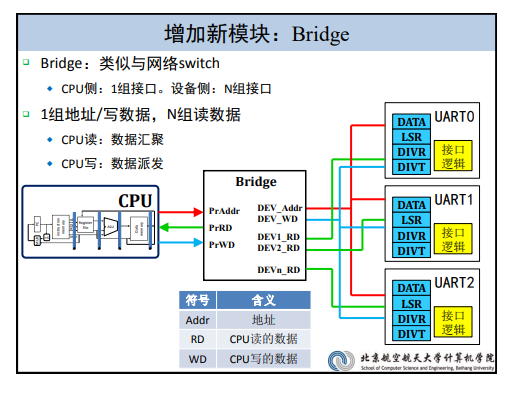 增加新模块：Bridge
Bridge：类似与网络switch
CPU侧：1组接口。设备侧：N组接口
1组地址/写数据，N组读数据
CPU读：数据汇聚
CPU写：数据派发
CPU
Bridge
PrAddr
PrRD
PrWD
DEV_Addr
DEV_WD
DEV1_RD
DEV2_RD
DEVn_RD
UART0
DATA
LSR
DIVR
DIVT
接口
逻辑
UART1
DATA
LSR
DIVR
DIVT
接口
逻辑
UART2
DATA
LSR
DIVR
DIVT
接口
逻辑
符号 含义
Addr 地址
RD CPU读的数据
WD CPU写的数据
北京航空航天大学计算机学院
School of Computer Science and Engineering, Beihang University